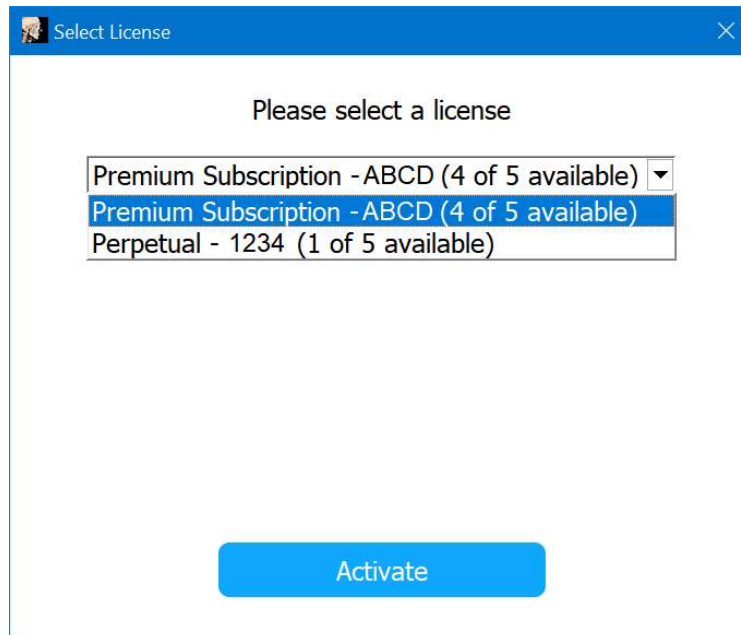 Select License
Please select a license
Premium Subscription - ABCD (4 of 5 available)
Premium Subscription - ABCD (4 of 5 available)
Perpetual - 1234 (1 of 5 available)
Activate